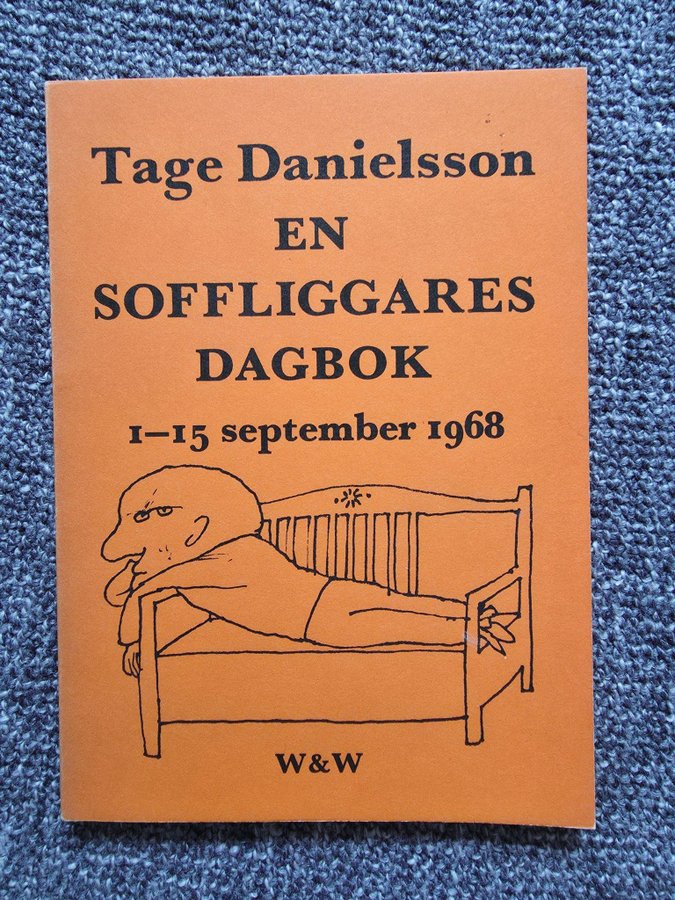 Tage Danielsson
EN
SOFFLIGGARES
DAGBOK
1–15 september 1968
W&W